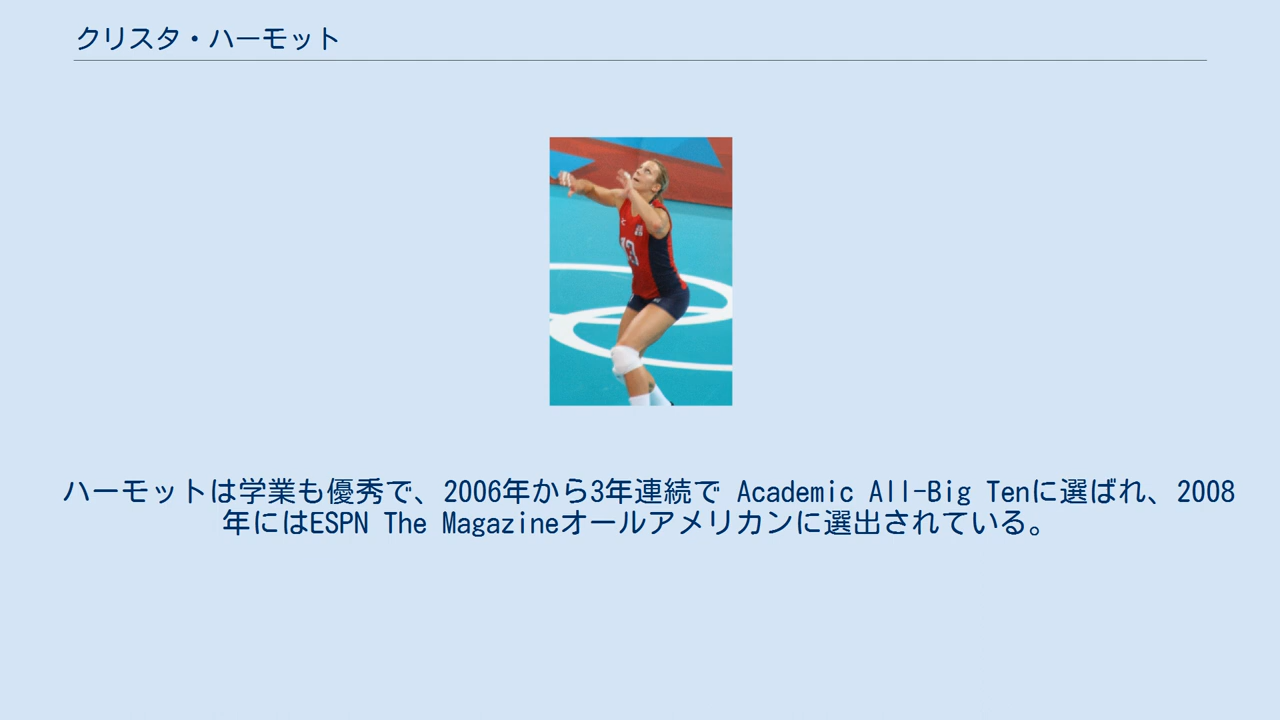 クリスタ・ハーモット
13
ハーモットは学業も優秀で、2006年から3年連続で Academic All-Big Tenに選ばれ、2008
年にはESPN The Magazineオールアメリカンに選出されている。